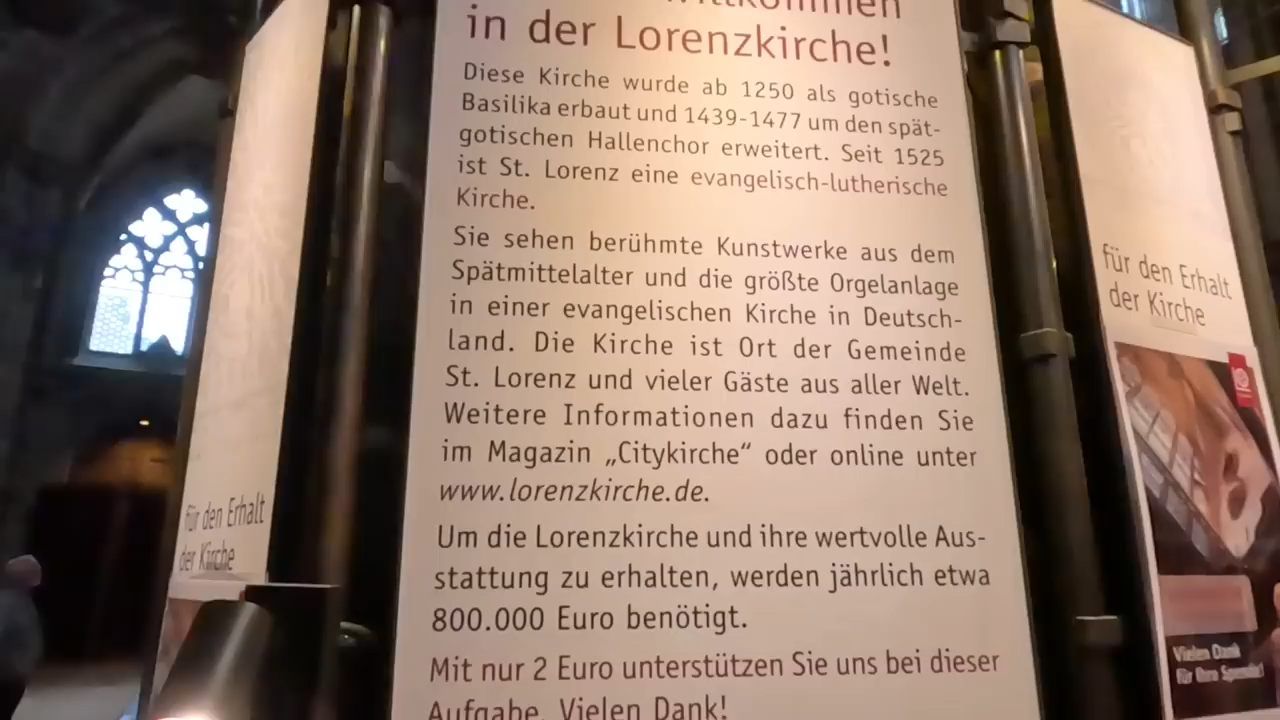 in der Lorenzkirche!
Diese Kirche wurde ab 1250 als gotische
Basilika erbaut und 1439-1477 um den spät-
gotischen Hallenchor erweitert. Seit 1525
ist St. Lorenz eine evangelisch-lutherische
Kirche.
Sie sehen berühmte Kunstwerke aus dem
Spätmittelalter und die größte Orgelanlage
in einer evangelischen Kirche in Deutsch-
land. Die Kirche ist Ort der Gemeinde
St. Lorenz und vieler Gäste aus aller Welt.
Weitere Informationen dazu finden Sie
im Magazin „Citykirche“ oder online unter
www.lorenzkirche.de.
Um die Lorenzkirche und ihre wertvolle Aus-
stattung zu erhalten, werden jährlich etwa
800.000 Euro benötigt.
Mit nur 2 Euro unterstützen Sie uns bei dieser
Aufgabe. Vielen Dank!
für den Erhalt
der Kirche
für den Erhalt
der Kirche
Vielen Dank
für Ihre Spende!